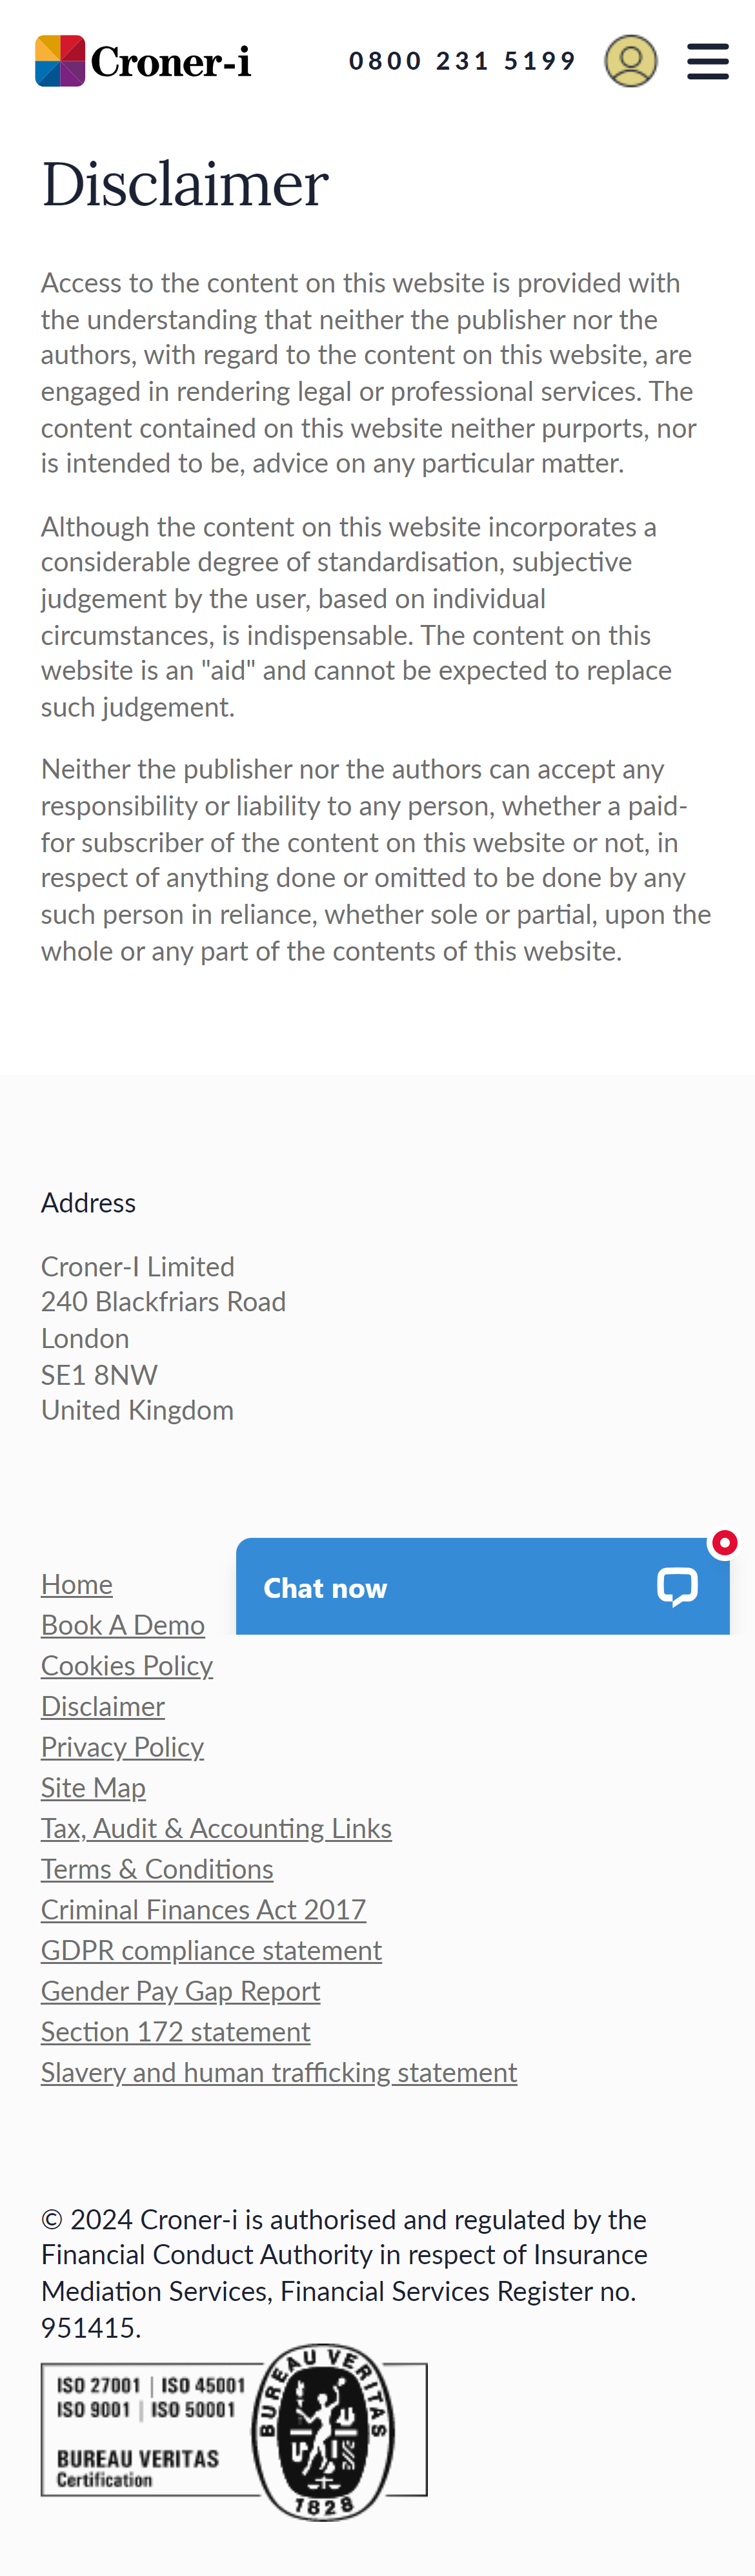 Croner-i
0800 231 5199
Disclaimer
Access to the content on this website is provided with
the understanding that neither the publisher nor the
authors, with regard to the content on this website, are
engaged in rendering legal or professional services. The
content contained on this website neither purports, nor
is intended to be, advice on any particular matter.
Although the content on this website incorporates a
considerable degree of standardisation, subjective
judgement by the user, based on individual
circumstances, is indispensable. The content on this
website is an "aid" and cannot be expected to replace
such judgement.
Neither the publisher nor the authors can accept any
responsibility or liability to any person, whether a paid-
for subscriber of the content on this website or not, in
respect of anything done or omitted to be done by any
such person in reliance, whether sole or partial, upon the
whole or any part of the contents of this website.
Address
Croner-I Limited
240 Blackfriars Road
London
SE1 8NW
United Kingdom
Home
Chat now
Book A Demo
Cookies Policy
Disclaimer
Privacy Policy
Site Map
Tax, Audit & Accounting Links
Terms & Conditions
Criminal Finances Act 2017
GDPR compliance statement
Gender Pay Gap Report
Section 172 statement
Slavery and human trafficking statement
© 2024 Croner-i is authorised and regulated by the
Financial Conduct Authority in respect of Insurance
Mediation Services, Financial Services Register no.
951415.
ISO 27001 | ISO 45001
ISO 9001 | ISO 50001
BUREAU VERITAS
Certification
BUREAU VERITAS
1828